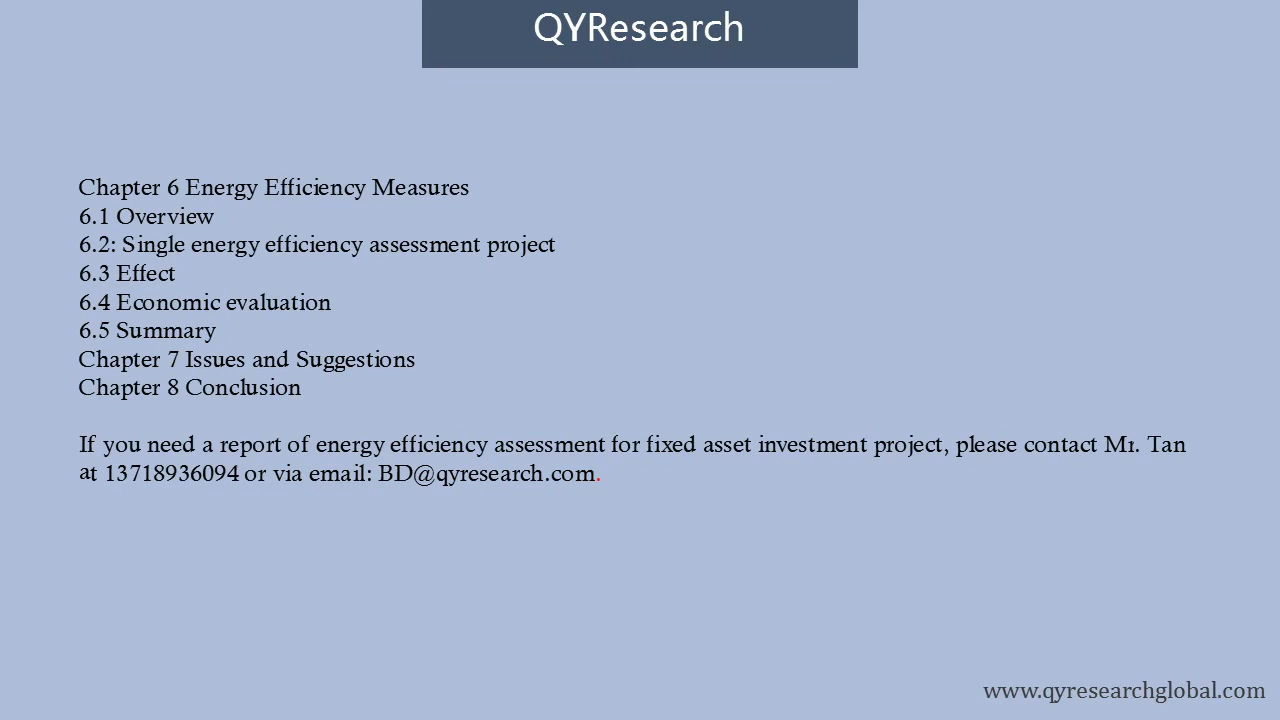 QYResearch
Chapter 6 Energy Efficiency Measures
6.1 Overview
6.2: Single energy efficiency assessment project
6.3 Effect
6.4 Economic evaluation
6.5 Summary
Chapter 7 Issues and Suggestions
Chapter 8 Conclusion
If you need a report of energy efficiency assessment for fixed asset investment project, please contact Mr. Tan
at 13718936094 or via email: BD@qyresearch.com.
www.qyresearchglobal.com